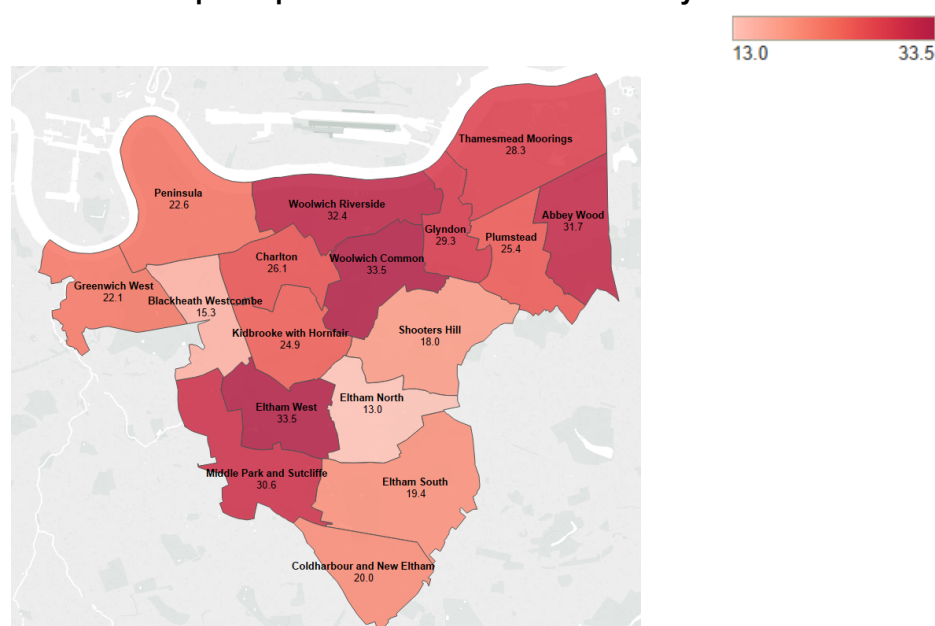 13.0
33.5
Thamesmead Moorings
28.3
Peninsula
22.6
Woolwich Riverside
32.4
Abbey Wood
31.7
Glyndon
29.3
Plumstead
25.4
Charlton
26.1
Woolwich Common
33.5
Greenwich West
22.1
Blackheath Westcombe
15.3
Kidbrooke with Hornfair
24.9
Shooters Hill
18.0
Eltham West
33.5
Eltham North
13.0
Middle Park and Sutcliffe
30.6
Eltham South
19.4
Coldharbour and New Eltham
20.0